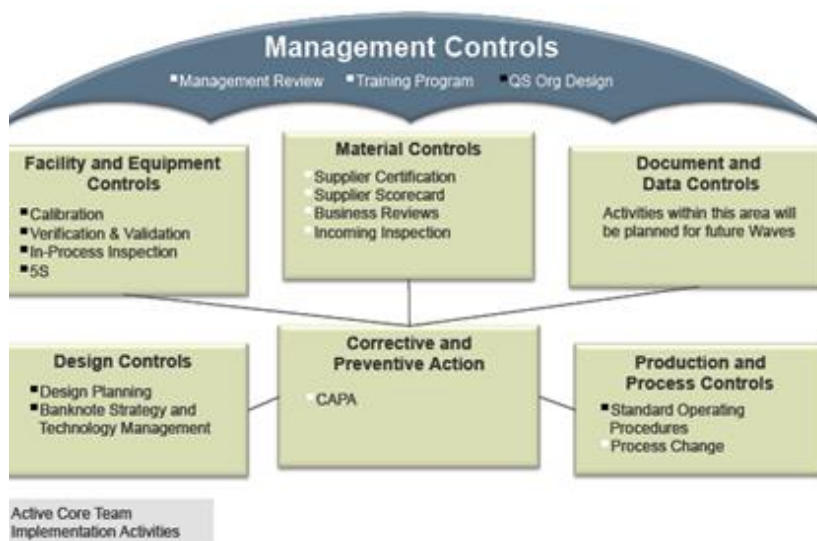 Management Controls
Management Review Training Program QS Org Design
Facility and Equipment
Controls
Calibration
Verification & Validation
In-Process Inspection
5S
Material Controls
Supplier Certification
Supplier Scorecard
Business Reviews
Incoming Inspection
Document and
Data Controls
Activities within this area will
be planned for future Waves
Design Controls
Design Planning
Banknote Strategy and
Technology Management
Corrective and
Preventive Action
CAPA
Production and
Process Controls
Standard Operating
Procedures
Process Change
Active Core Team
Implementation Activities